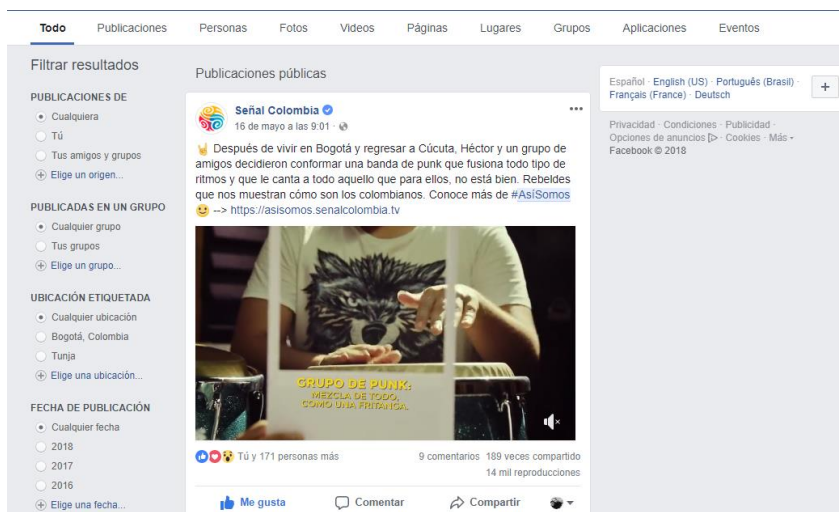 Todo Publicaciones Personas Fotos Videos Páginas Lugares Grupos Aplicaciones Eventos
Filtrar resultados
PUBLICACIONES DE
Cualquiera
Tú
Tus amigos y grupos
Elige un origen...
PUBLICADAS EN UN GRUPO
Cualquier grupo
Tus grupos
Elige un grupo...
UBICACIÓN ETIQUETADA
Cualquier ubicación
Bogotá, Colombia
Tunja
Elige una ubicación...
FECHA DE PUBLICACIÓN
Cualquier fecha
2018
2017
2016
Elige una fecha...
Publicaciones públicas
Señal Colombia
16 de mayo a las 9:01 ·
Después de vivir en Bogotá y regresar a Cúcuta, Héctor y un grupo de
amigos decidieron conformar una banda de punk que fusiona todo tipo de
ritmos y que le canta a todo aquello que para ellos, no está bien. Rebeldes
que nos muestran cómo son los colombianos. Conoce más de #AsíSomos
--> https://asisomos.senalcolombia.tv
GRUPO DE PUNK:
MEZCLA DE TODO,
COMO UNA FRITANGA.
Tú y 171 personas más 9 comentarios 189 veces compartido
14 mil reproducciones
Me gusta Comentar Compartir
Español · English (US) · Português (Brasil) ·
Français (France) · Deutsch
+
Privacidad · Condiciones · Publicidad ·
Opciones de anuncios · Cookies · Más
Facebook © 2018